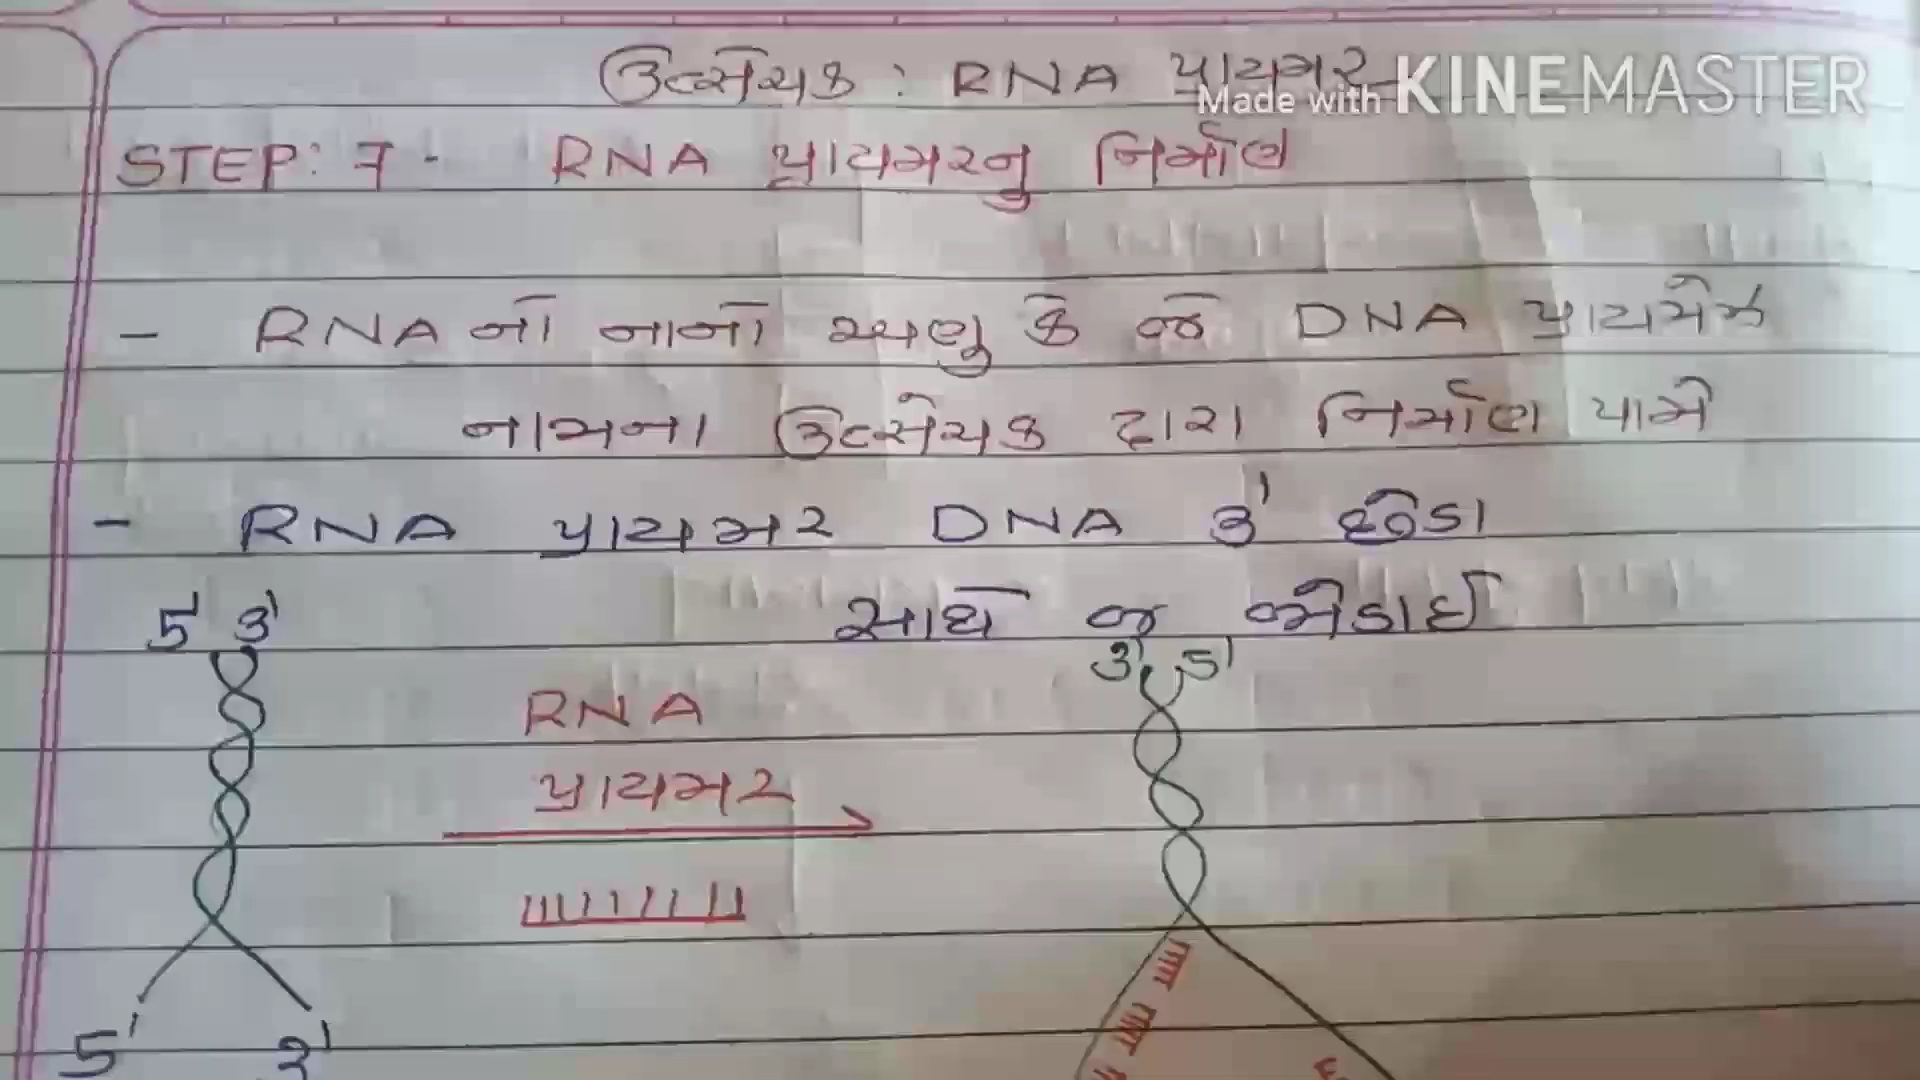 ઉત્સેચક : RNA પ્રાયમર
Made with KINEMASTER
STEP: 7 - RNA પ્રાયમરનુ નિર્માણ
- RNA નો નાનો અણુ કે જે DNA પ્રાયમેઝ
નામના ઉત્સેચક દ્વારા નિર્માણ પામે
- RNA પ્રાયમર DNA 3' છેડા
સાથે જ જોડાઈ
5' 3'
3' 5'
RNA
પ્રાયમર
5' 3'